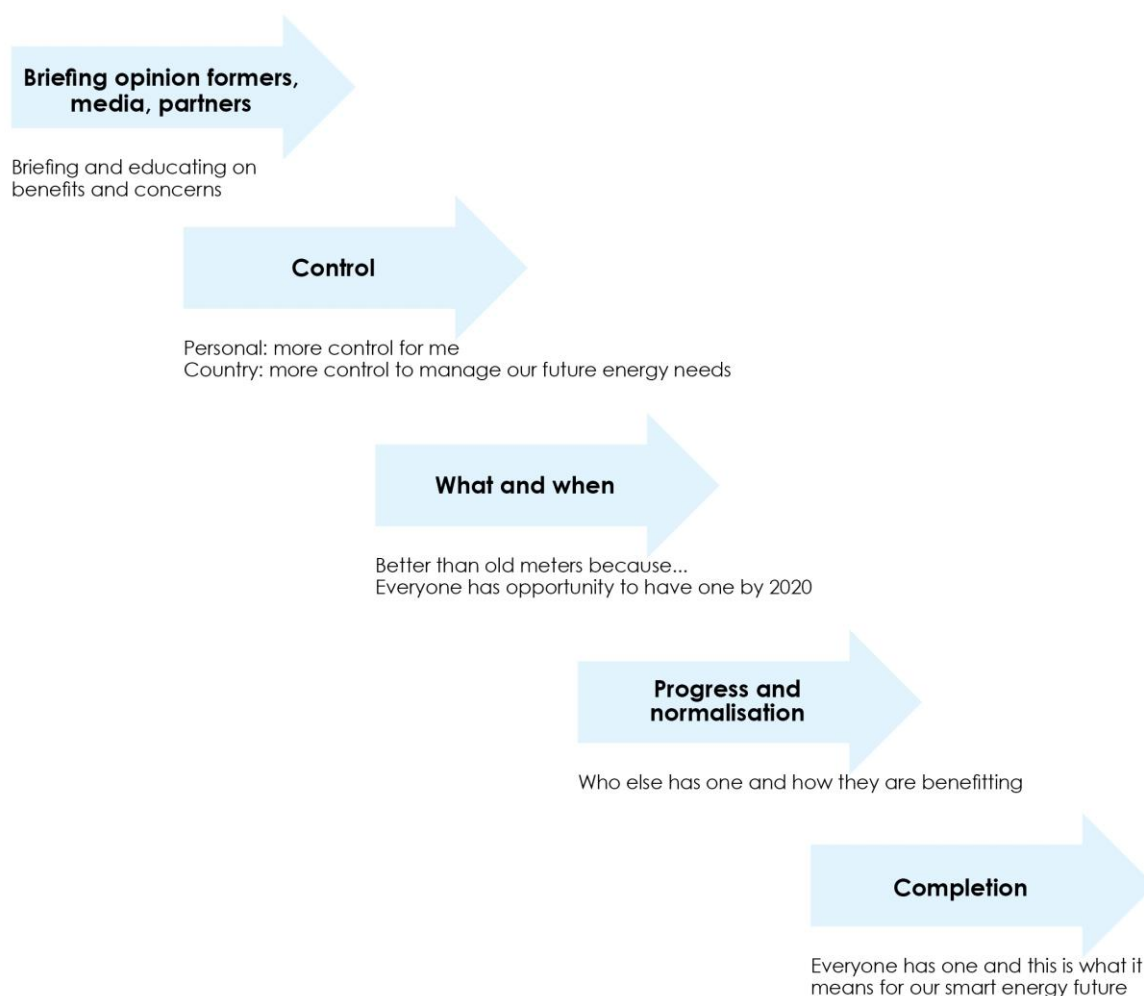 Briefing opinion formers,
media, partners
Briefing and educating on
benefits and concerns
Control
Personal: more control for me
Country: more control to manage our future energy needs
What and when
Better than old meters because...
Everyone has opportunity to have one by 2020
Progress and
normalisation
Who else has one and how they are benefitting
Completion
Everyone has one and this is what it
means for our smart energy future